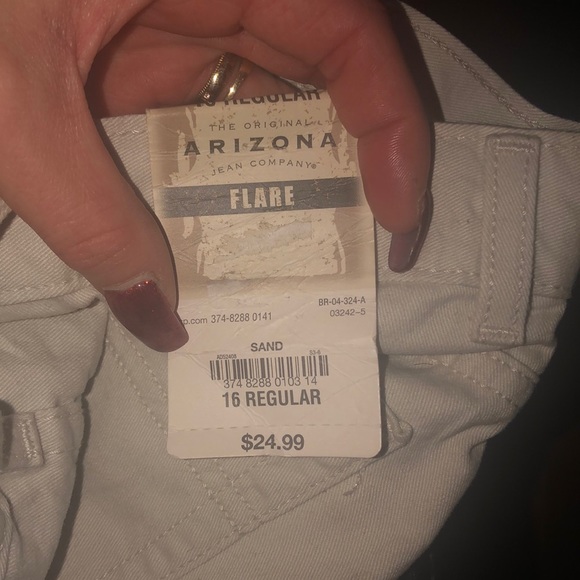 REGULAR
THE ORIGINAL
ARIZONA
JEAN COMPANY®
FLARE
BR-04-324-A
p.com 374-8288 0141
03242-5
SAND
374 8288 0103 14
16 REGULAR
$24.99